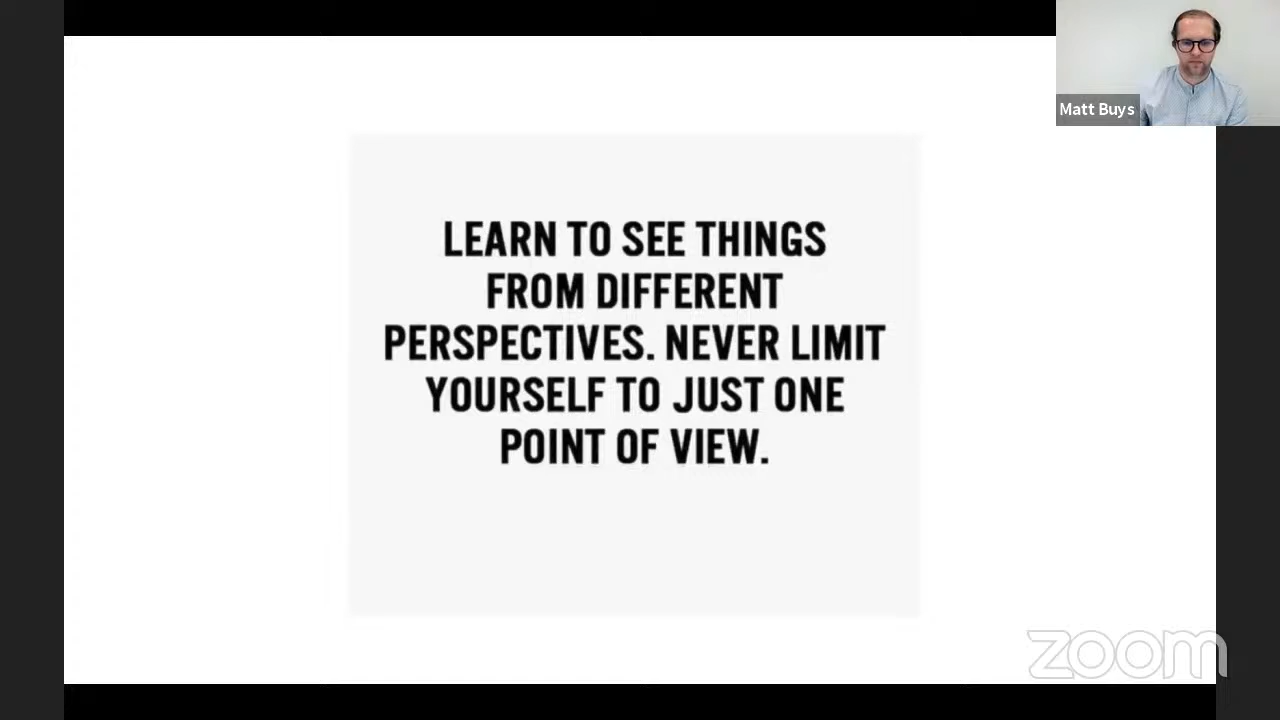 Matt Buys
LEARN TO SEE THINGS
FROM DIFFERENT
PERSPECTIVES. NEVER LIMIT
YOURSELF TO JUST ONE
POINT OF VIEW.
zoom